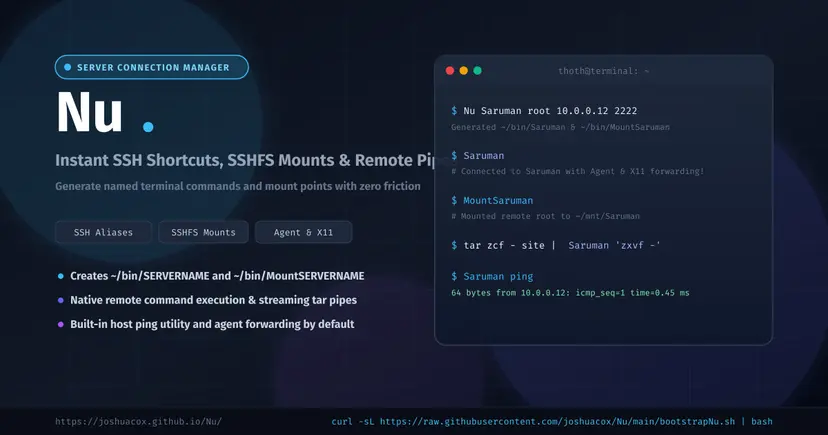 SERVER CONNECTION MANAGER
Nu .
Instant SSH Shortcuts, SSHFS Mounts & Remote Pip
Generate named terminal commands and mount points with zero friction
SSH Aliases
SSHFS Mounts
Agent & X11
Creates ~/bin/SERVERNAME and ~/bin/MountSERVERNAME
Native remote command execution & streaming tar pipes
Built-in host ping utility and agent forwarding by default
thoth@terminal: ~
$ Nu Saruman root 10.0.0.12 2222
Generated ~/bin/Saruman & ~/bin/MountSaruman
$ Saruman
# Connected to Saruman with Agent & X11 forwarding!
$ MountSaruman
# Mounted remote root to ~/mnt/Saruman
$ tar zcf - site | Saruman 'zxvf -'
$ Saruman ping
64 bytes from 10.0.0.12: icmp_seq=1 time=0.45 ms
https://joshuacox.github.io/Nu/
curl -sL https://raw.githubusercontent.com/joshuacox/Nu/main/bootstrapNu.sh | bash